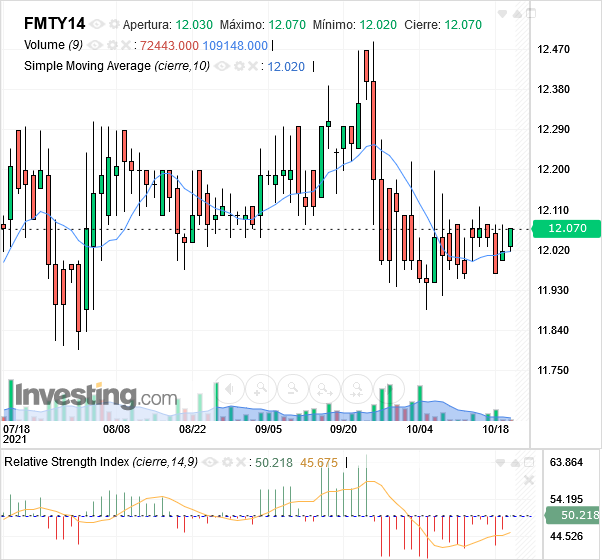 FMTY14 Apertura: 12.030 Máximo: 12.070 Mínimo: 12.020 Cierre: 12.070
Volume (9) : 72443.000 109148.000
Simple Moving Average (cierre,10) : 12.020
12.470
12.380
12.290
12.200
12.110
12.070
12.020
11.930
11.840
11.750
Investing.com
07/18 08/08 08/22 09/05 09/20 10/04 10/18
2021
Relative Strength Index (cierre,14,9) : 50.218 45.675
63.864
54.195
50.218
44.526